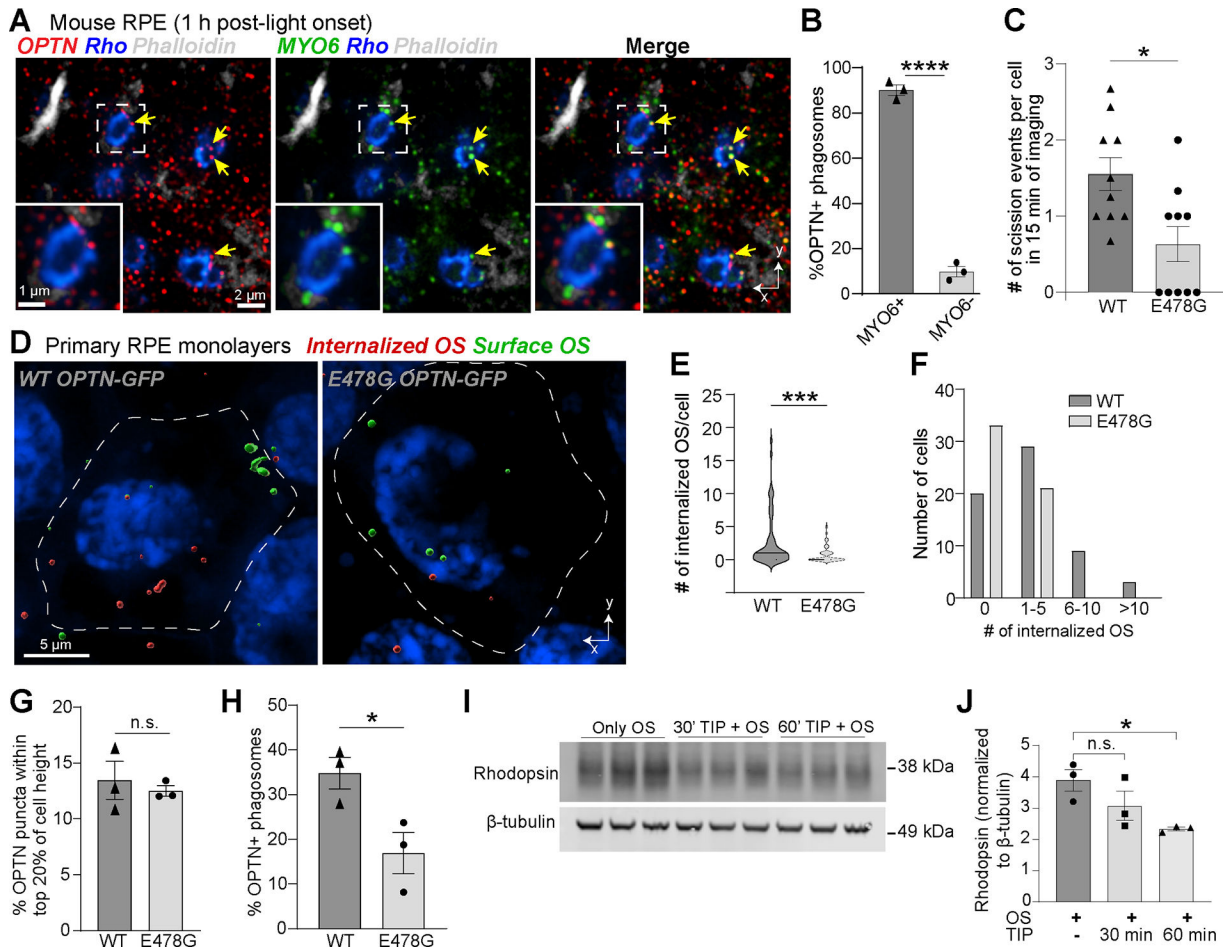 A Mouse RPE (1 h post-light onset)
OPTN Rho Phalloidin
MYO6 Rho Phalloidin
Merge
1 µm
2 µm
y
x
B
%OPTN+ phagosomes
100
80
60
40
20
0
****
MYO6+
MYO6-
C
# of scission events per cell
in 15 min of imaging
3
2
1
0
*
WT
E478G
D Primary RPE monolayers Internalized OS Surface OS
WT OPTN-GFP
E478G OPTN-GFP
5 µm
y
x
E
# of internalized OS/cell
25
20
15
10
5
0
***
WT
E478G
F
Number of cells
40
30
20
10
0
WT
E478G
0
1-5
6-10
>10
# of internalized OS
G
% OPTN puncta within
top 20% of cell height
20
15
10
5
0
n.s.
WT
E478G
H
% OPTN+ phagosomes
50
40
30
20
10
0
*
WT
E478G
I
Only OS
30' TIP + OS
60' TIP + OS
Rhodopsin
38 kDa
β-tubulin
49 kDa
J
Rhodopsin (normalized
to β-tubulin)
5
4
3
2
1
0
*
n.s.
OS + + +
TIP - 30 min 60 min